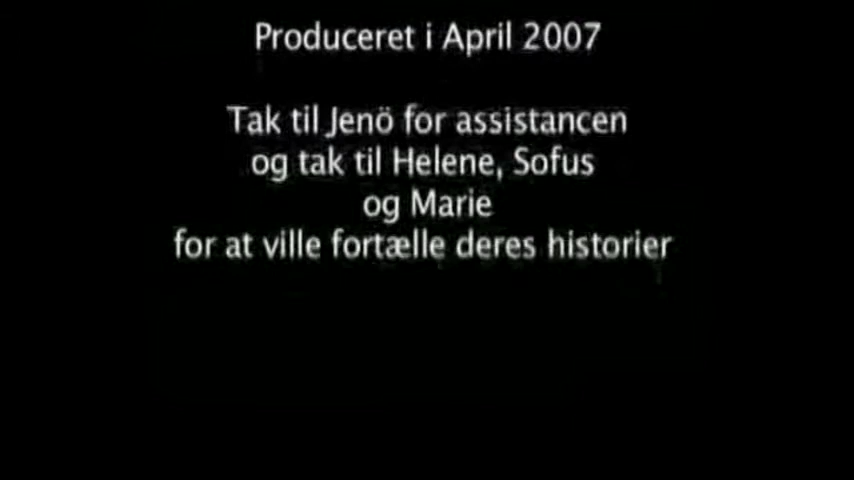 Produceret i April 2007
Tak til Jenö for assistancen
og tak til Helene, Sofus
og Marie
for at ville fortælle deres historier